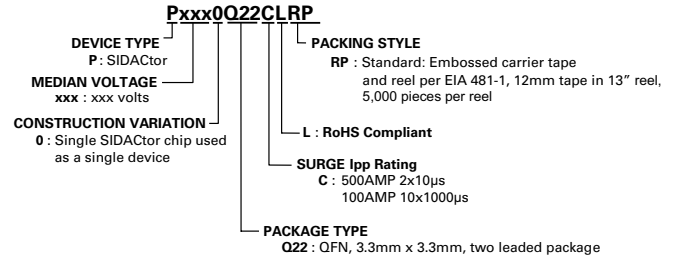 Pxxx0Q22CLRP
DEVICE TYPE
P: SIDACtor
MEDIAN VOLTAGE
xxx : xxx volts
CONSTRUCTION VARIATION
0 : Single SIDACtor chip used
as a single device
PACKING STYLE
RP : Standard: Embossed carrier tape
and reel per EIA 481-1, 12mm tape in 13” reel,
5,000 pieces per reel
L : RoHS Compliant
SURGE Ipp Rating
C : 500AMP 2x10µs
100AMP 10x1000µs
PACKAGE TYPE
Q22 : QFN, 3.3mm x 3.3mm, two leaded package